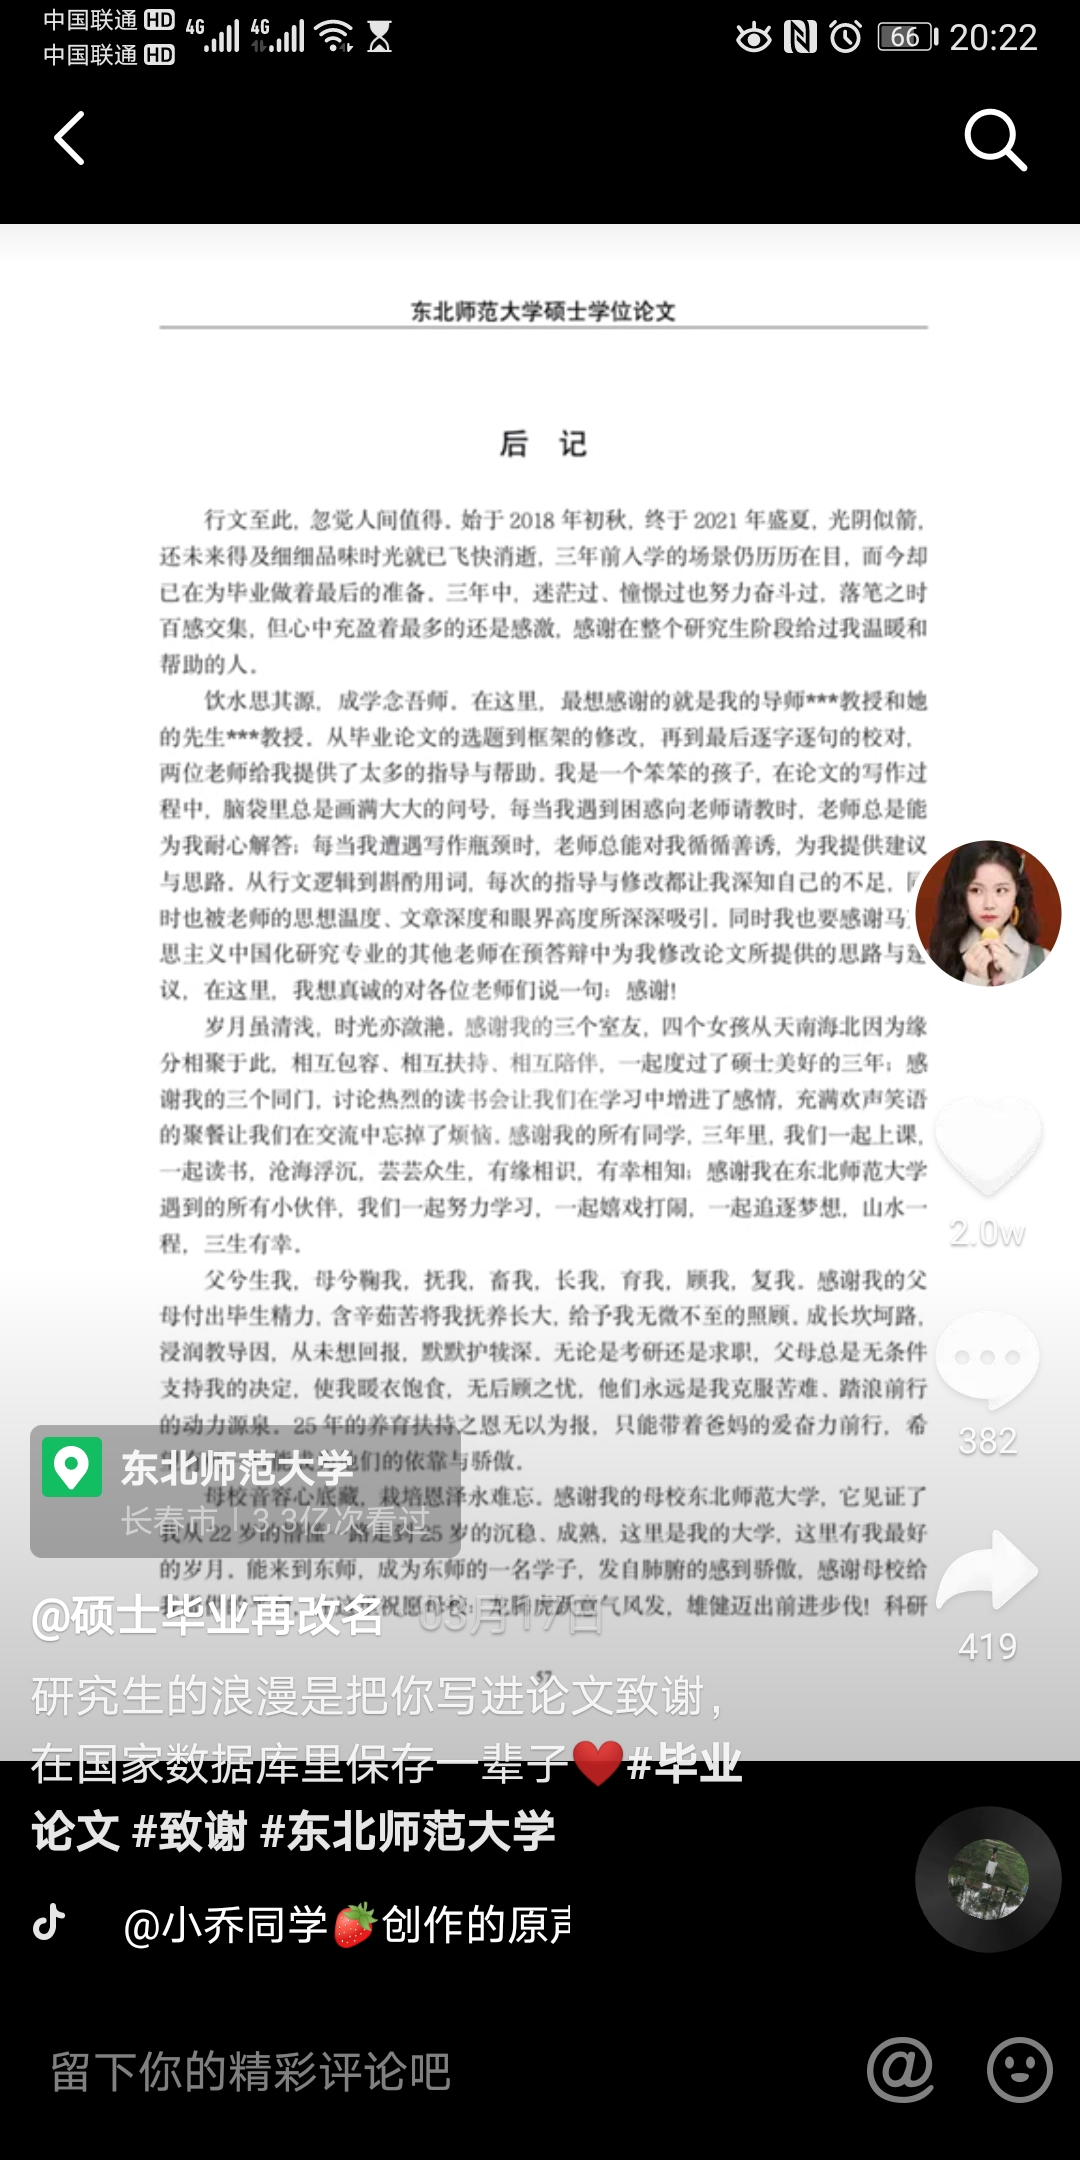 中国联通 HD 4G 4G 66 20:22
中国联通 HD
东北师范大学硕士学位论文
后 记
行文至此，忽觉人间值得。始于 2018 年初秋，终于 2021 年盛夏，光阴似箭，
还未来得及细细品味时光就已飞快消逝，三年前入学的场景仍历历在目，而今却
已在为毕业做着最后的准备。三年中，迷茫过、憧憬过也努力奋斗过，落笔之时
百感交集，但心中充盈着最多的还是感激，感谢在整个研究生阶段给过我温暖和
帮助的人。
饮水思其源，成学念吾师。在这里，最想感谢的就是我的导师***教授和她
的先生***教授。从毕业论文的选题到框架的修改，再到最后逐字逐句的校对，
两位老师给我提供了太多的指导与帮助。我是一个笨笨的孩子，在论文的写作过
程中，脑袋里总是画满大大的问号，每当我遇到困惑向老师请教时，老师总是能
为我耐心解答；每当我遭遇写作瓶颈时，老师总能对我循循善诱，为我提供建议
与思路。从行文逻辑到斟酌用词，每次的指导与修改都让我深知自己的不足，
时也被老师的思想温度、文章深度和眼界高度所深深吸引。同时我也要感谢马
思主义中国化研究专业的其他老师在预答辩中为我修改论文所提供的思路与建
议，在这里，我想真诚的对各位老师们说一句：感谢！
岁月虽清浅，时光亦潋滟。感谢我的三个室友，四个女孩从天南海北因为缘
分相聚于此，相互包容、相互扶持、相互陪伴，一起度过了硕士美好的三年；感
谢我的三个同门，讨论热烈的读书会让我们在学习中增进了感情，充满欢声笑语
的聚餐让我们在交流中忘掉了烦恼。感谢我的所有同学，三年里，我们一起上课，
一起读书，沧海浮沉，芸芸众生，有缘相识，有幸相知；感谢我在东北师范大学
遇到的所有小伙伴，我们一起努力学习，一起嬉戏打闹，一起追逐梦想，山水一
程，三生有幸。
父兮生我，母兮鞠我，抚我，畜我，长我，育我，顾我，复我。感谢我的父
母付出毕生精力，含辛茹苦将我抚养长大，给予我无微不至的照顾。成长坎坷路，
浸润教导因，从未想回报，默默护犊深。无论是考研还是求职，父母总是无条件
支持我的决定，使我暖衣饱食，无后顾之忧，他们永远是我克服苦难、踏浪前行
的动力源泉。25 年的养育扶持之恩无以为报，只能带着爸妈的爱奋力前行，希
他们的依靠与骄傲。
母校音容心底藏，栽培恩泽永难忘。感谢我的母校东北师范大学，它见证了
我从 22 岁的懵懂一路走到 25 岁的沉稳、成熟，这里是我的大学，这里有我最好
的岁月。能来到东师，成为东师的一名学子，发自肺腑的感到骄傲，感谢母校给
祝愿母校：龙腾虎跃意气风发，雄健迈出前进步伐！科研
57
2.0w
382
419
东北师范大学
长春市 | 3.3亿次看过
@硕士毕业再改名 03月17日
研究生的浪漫是把你写进论文致谢，
在国家数据库里保存一辈子❤️#毕业
论文 #致谢 #东北师范大学
@小乔同学🍓创作的原声
留下你的精彩评论吧